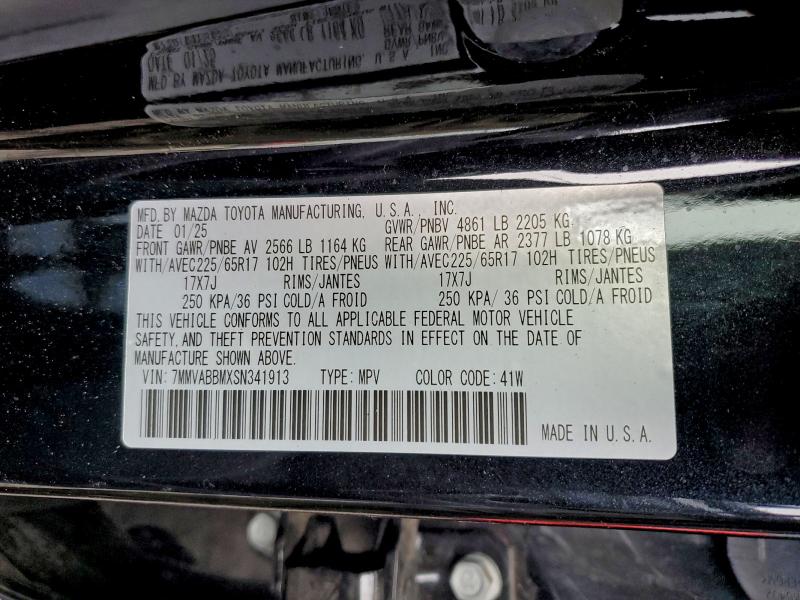 MFD. BY MAZDA TOYOTA MANUFACTURING, U.S.A., INC.
DATE 01/25 GVWR/PNBV 4861 LB 2205 KG
FRONT GAWR/PNBE AV 2566 LB 1164 KG REAR GAWR/PNBE AR 2377 LB 1078 KG
WITH/AVEC225/65R17 102H TIRES/PNEUS WITH/AVEC225/65R17 102H TIRES/PNEUS
17X7J RIMS/JANTES 17X7J RIMS/JANTES
250 KPA/36 PSI COLD/A FROID 250 KPA/36 PSI COLD/A FROID
THIS VEHICLE CONFORMS TO ALL APPLICABLE FEDERAL MOTOR VEHICLE
SAFETY, AND THEFT PREVENTION STANDARDS IN EFFECT ON THE DATE OF
MANUFACTURE SHOWN ABOVE.
VIN: 7MMVABBMXSN341913 TYPE: MPV COLOR CODE: 41W
MADE IN U.S.A.